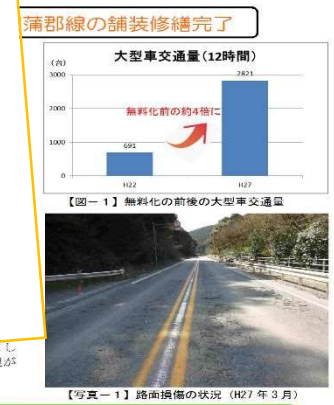 蒲郡線の舗装修繕完了
大型車交通量(12時間)
(台)
3000
2821
2000
無料化前の約4倍に
1000
691
0
H22
H27
【図－1】無料化の前後の大型車交通量
し
が
【写真－1】路面損傷の状況（H27年3月）